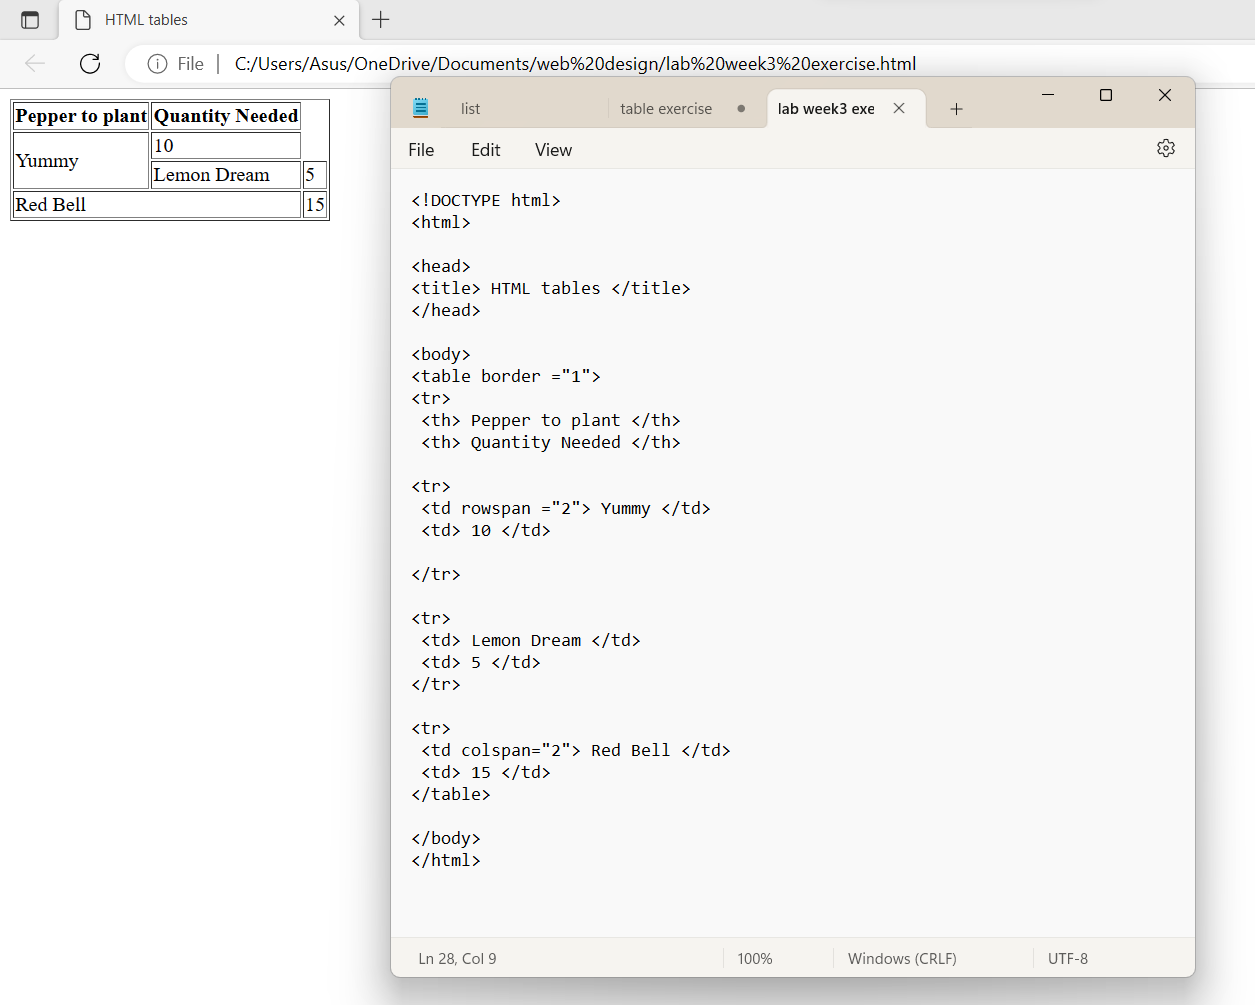 HTML tables
File
C:/Users/Asus/OneDrive/Documents/web%20design/lab%20week3%20exercise.html
Pepper to plant Quantity Needed
Yummy 10
Lemon Dream 5
Red Bell 15
list table exercise lab week3 exe
File Edit View
<!DOCTYPE html>
<html>
<head>
<title> HTML tables </title>
</head>
<body>
<table border ="1">
<tr>
<th> Pepper to plant </th>
<th> Quantity Needed </th>
<tr>
<td rowspan ="2"> Yummy </td>
<td> 10 </td>
</tr>
<tr>
<td> Lemon Dream </td>
<td> 5 </td>
</tr>
<tr>
<td colspan="2"> Red Bell </td>
<td> 15 </td>
</table>
</body>
</html>
Ln 28, Col 9 100% Windows (CRLF) UTF-8